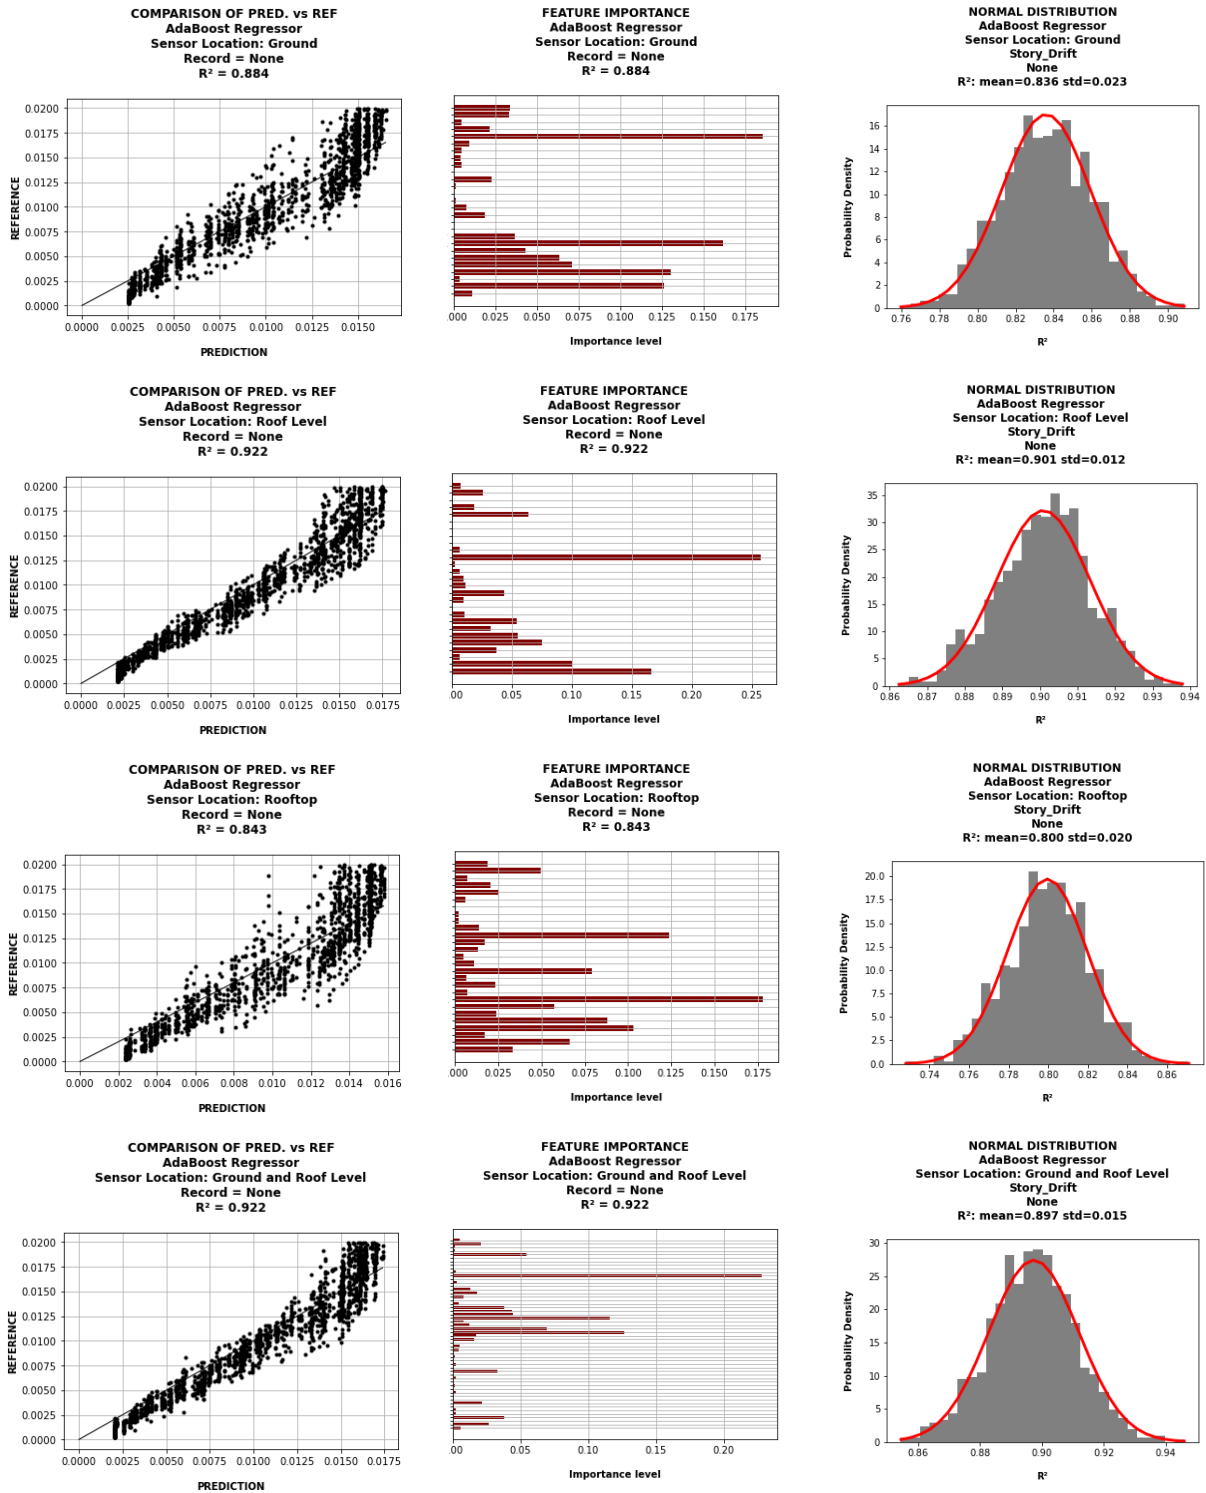 COMPARISON OF PRED. vs REF
AdaBoost Regressor
Sensor Location: Ground
Record = None
R² = 0.884
0.0200
0.0175
0.0150
0.0125
0.0100
0.0075
0.0050
0.0025
0.0000
REFERENCE
0.0000 0.0025 0.0050 0.0075 0.0100 0.0125 0.0150
PREDICTION
FEATURE IMPORTANCE
AdaBoost Regressor
Sensor Location: Ground
Record = None
R² = 0.884
.000 0.025 0.050 0.075 0.100 0.125 0.150 0.175
Importance level
NORMAL DISTRIBUTION
AdaBoost Regressor
Sensor Location: Ground
Story_Drift
None
R²: mean=0.836 std=0.023
16
14
12
10
8
6
4
2
0
Probability Density
0.76 0.78 0.80 0.82 0.84 0.86 0.88 0.90
R²
COMPARISON OF PRED. vs REF
AdaBoost Regressor
Sensor Location: Roof Level
Record = None
R² = 0.922
0.0200
0.0175
0.0150
0.0125
0.0100
0.0075
0.0050
0.0025
0.0000
REFERENCE
0.0000 0.0025 0.0050 0.0075 0.0100 0.0125 0.0150 0.0175
PREDICTION
FEATURE IMPORTANCE
AdaBoost Regressor
Sensor Location: Roof Level
Record = None
R² = 0.922
.00 0.05 0.10 0.15 0.20 0.25
Importance level
NORMAL DISTRIBUTION
AdaBoost Regressor
Sensor Location: Roof Level
Story_Drift
None
R²: mean=0.901 std=0.012
35
30
25
20
15
10
5
0
Probability Density
0.86 0.87 0.88 0.89 0.90 0.91 0.92 0.93 0.94
R²
COMPARISON OF PRED. vs REF
AdaBoost Regressor
Sensor Location: Rooftop
Record = None
R² = 0.843
0.0200
0.0175
0.0150
0.0125
0.0100
0.0075
0.0050
0.0025
0.0000
REFERENCE
0.000 0.002 0.004 0.006 0.008 0.010 0.012 0.014 0.016
PREDICTION
FEATURE IMPORTANCE
AdaBoost Regressor
Sensor Location: Rooftop
Record = None
R² = 0.843
.000 0.025 0.050 0.075 0.100 0.125 0.150 0.175
Importance level
NORMAL DISTRIBUTION
AdaBoost Regressor
Sensor Location: Rooftop
Story_Drift
None
R²: mean=0.800 std=0.020
20.0
17.5
15.0
12.5
10.0
7.5
5.0
2.5
0.0
Probability Density
0.74 0.76 0.78 0.80 0.82 0.84 0.86
R²
COMPARISON OF PRED. vs REF
AdaBoost Regressor
Sensor Location: Ground and Roof Level
Record = None
R² = 0.922
0.0200
0.0175
0.0150
0.0125
0.0100
0.0075
0.0050
0.0025
0.0000
REFERENCE
0.0000 0.0025 0.0050 0.0075 0.0100 0.0125 0.0150 0.0175
PREDICTION
FEATURE IMPORTANCE
AdaBoost Regressor
Sensor Location: Ground and Roof Level
Record = None
R² = 0.922
.00 0.05 0.10 0.15 0.20
Importance level
NORMAL DISTRIBUTION
AdaBoost Regressor
Sensor Location: Ground and Roof Level
Story_Drift
None
R²: mean=0.897 std=0.015
30
25
20
15
10
5
0
Probability Density
0.86 0.88 0.90 0.92 0.94
R²